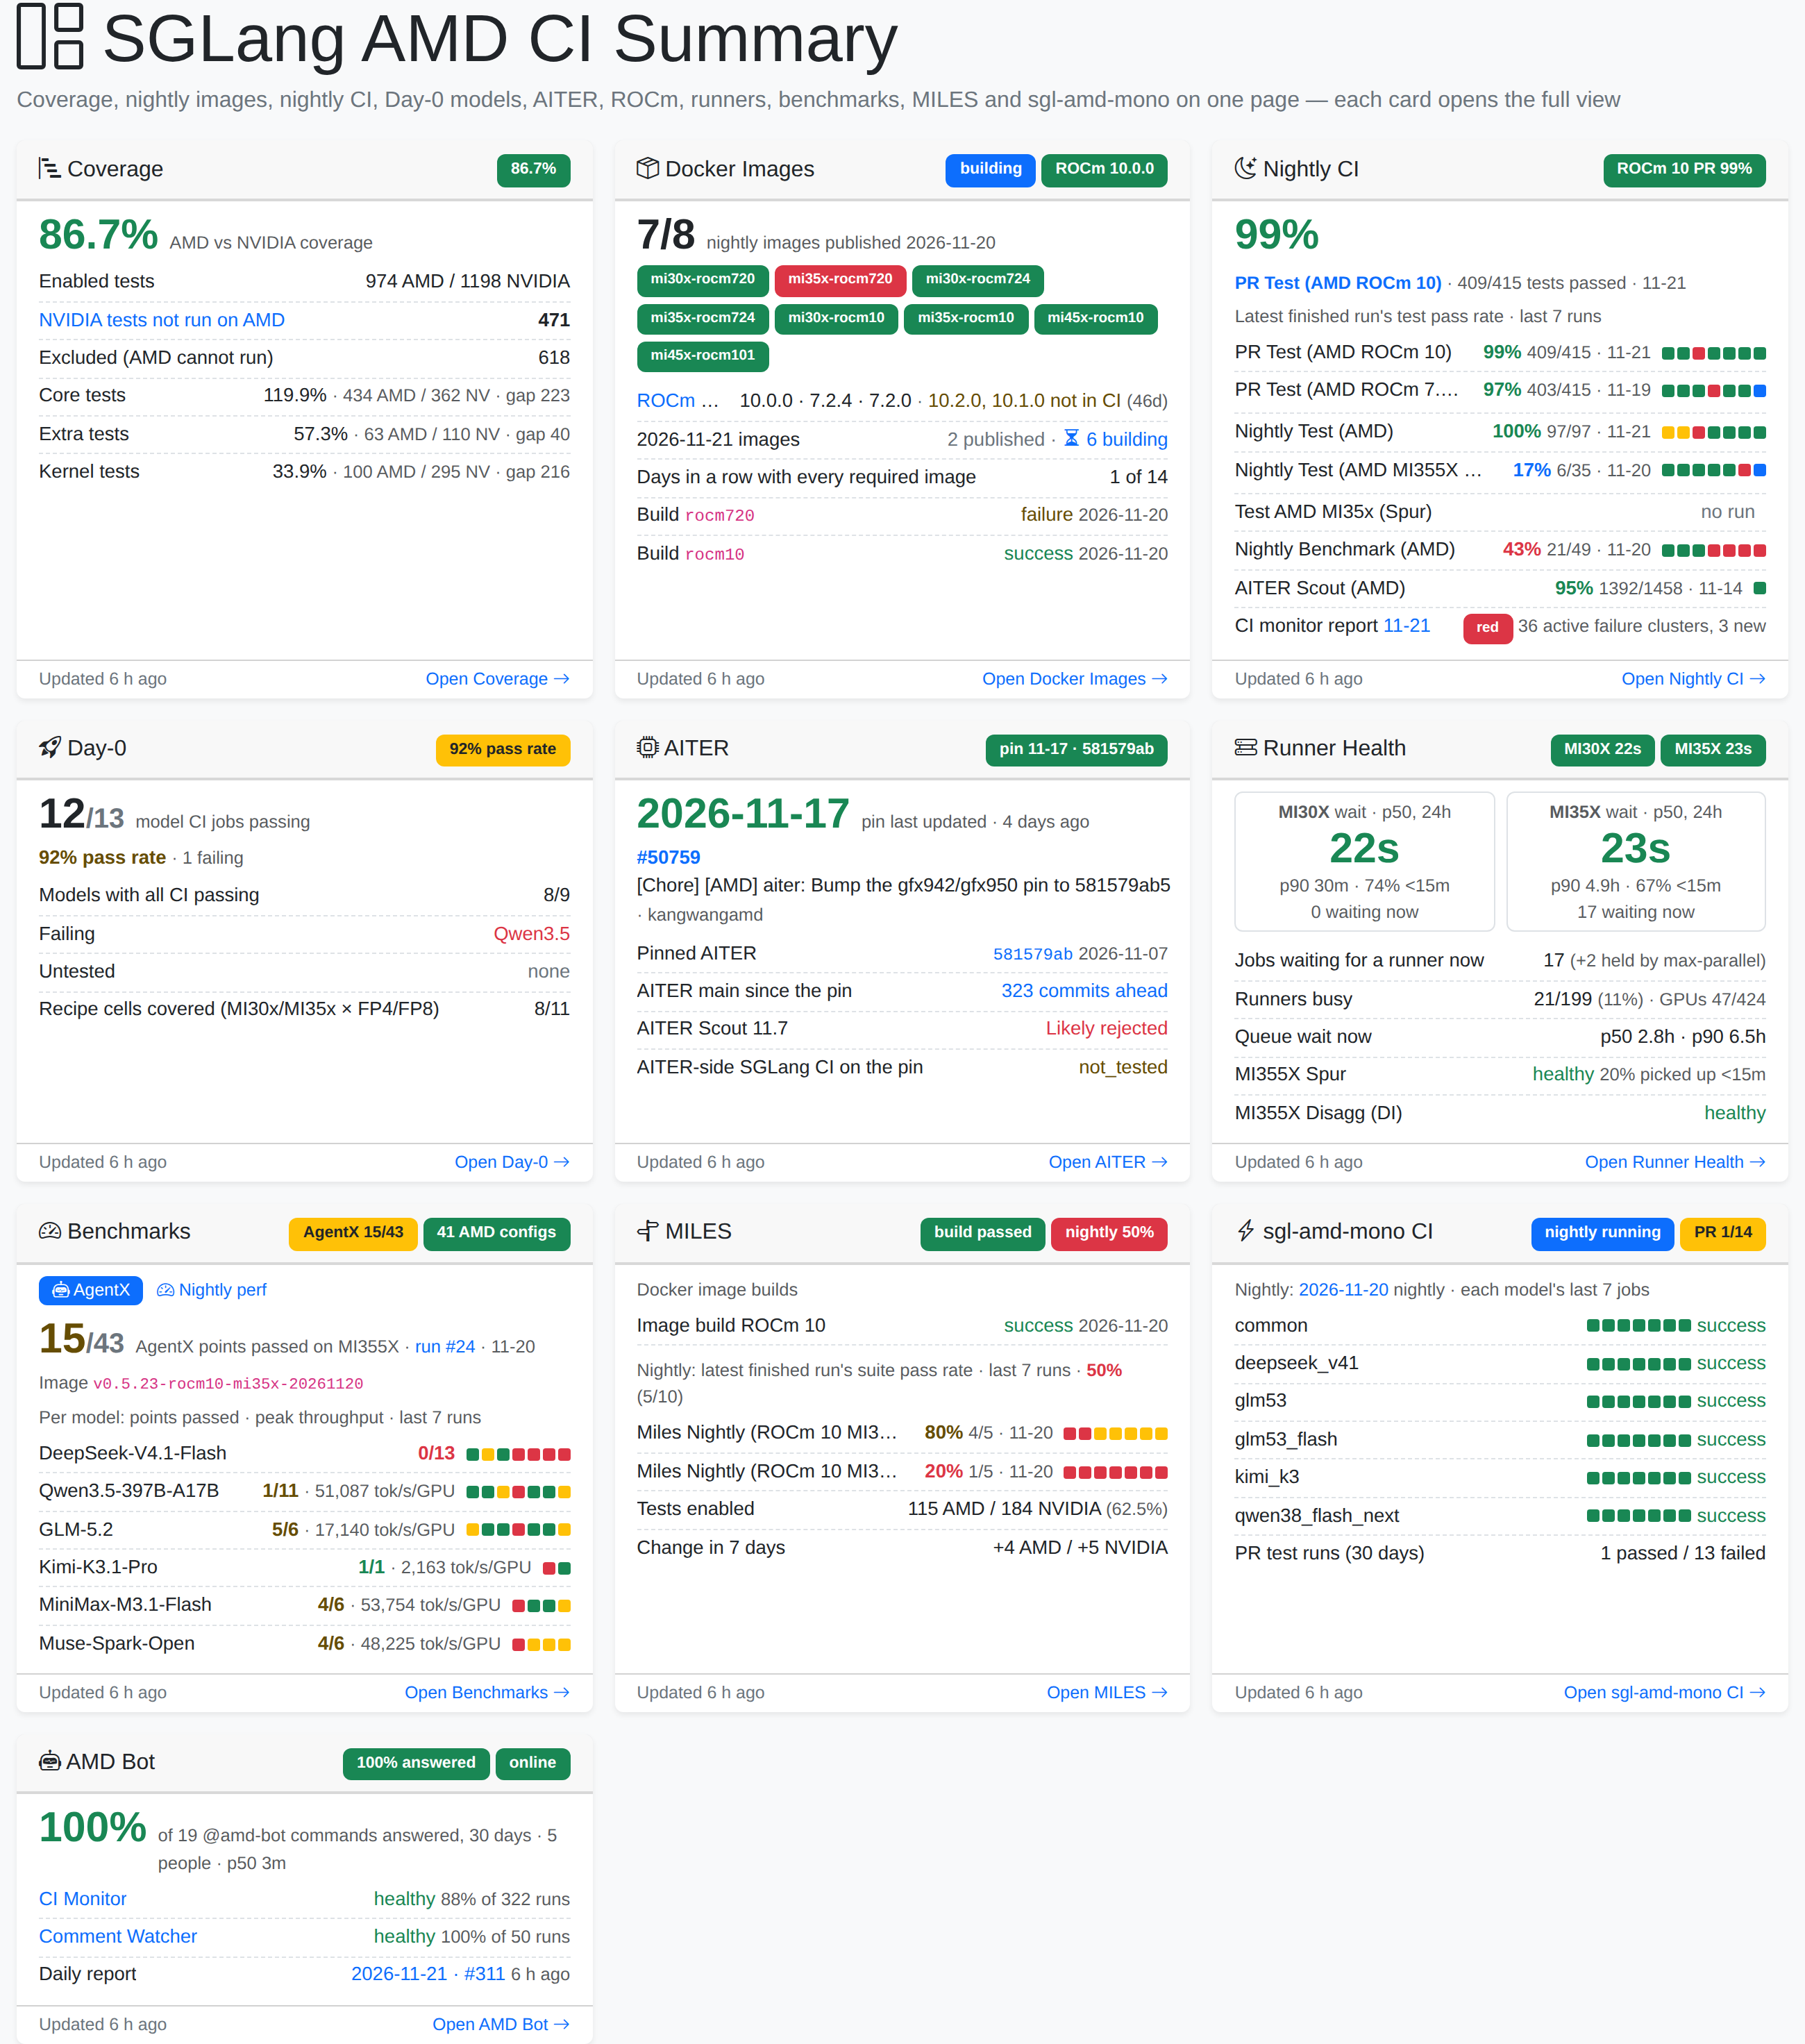 SGLang AMD CI Summary
Coverage, nightly images, nightly CI, Day-0 models, AITER, ROCm, runners, benchmarks, MILES and sgl-amd-mono on one page — each card opens the full view
Coverage 86.7%
86.7% AMD vs NVIDIA coverage
Enabled tests 974 AMD / 1198 NVIDIA
NVIDIA tests not run on AMD 471
Excluded (AMD cannot run) 618
Core tests 119.9% · 434 AMD / 362 NV · gap 223
Extra tests 57.3% · 63 AMD / 110 NV · gap 40
Kernel tests 33.9% · 100 AMD / 295 NV · gap 216
Updated 6 h ago Open Coverage →
Docker Images building ROCm 10.0.0
7/8 nightly images published 2026-11-20
mi30x-rocm720 mi35x-rocm720 mi30x-rocm724
mi35x-rocm724 mi30x-rocm10 mi35x-rocm10 mi45x-rocm10
mi45x-rocm101
ROCm … 10.0.0 · 7.2.4 · 7.2.0 · 10.2.0, 10.1.0 not in CI (46d)
2026-11-21 images 2 published · 6 building
Days in a row with every required image 1 of 14
Build rocm720 failure 2026-11-20
Build rocm10 success 2026-11-20
Updated 6 h ago Open Docker Images →
Nightly CI ROCm 10 PR 99%
99%
PR Test (AMD ROCm 10) · 409/415 tests passed · 11-21
Latest finished run's test pass rate · last 7 runs
PR Test (AMD ROCm 10) 99% 409/415 · 11-21
PR Test (AMD ROCm 7.… 97% 403/415 · 11-19
Nightly Test (AMD) 100% 97/97 · 11-21
Nightly Test (AMD MI355X … 17% 6/35 · 11-20
Test AMD MI35x (Spur) no run
Nightly Benchmark (AMD) 43% 21/49 · 11-20
AITER Scout (AMD) 95% 1392/1458 · 11-14
CI monitor report 11-21 red 36 active failure clusters, 3 new
Updated 6 h ago Open Nightly CI →
Day-0 92% pass rate
12/13 model CI jobs passing
92% pass rate · 1 failing
Models with all CI passing 8/9
Failing Qwen3.5
Untested none
Recipe cells covered (MI30x/MI35x × FP4/FP8) 8/11
Updated 6 h ago Open Day-0 →
AITER pin 11-17 · 581579ab
2026-11-17 pin last updated · 4 days ago
#50759
[Chore] [AMD] aiter: Bump the gfx942/gfx950 pin to 581579ab5
· kangwangamd
Pinned AITER 581579ab 2026-11-07
AITER main since the pin 323 commits ahead
AITER Scout 11.7 Likely rejected
AITER-side SGLang CI on the pin not_tested
Updated 6 h ago Open AITER →
Runner Health MI30X 22s MI35X 23s
MI30X wait · p50, 24h
22s
p90 30m · 74% <15m
0 waiting now
MI35X wait · p50, 24h
23s
p90 4.9h · 67% <15m
17 waiting now
Jobs waiting for a runner now 17 (+2 held by max-parallel)
Runners busy 21/199 (11%) · GPUs 47/424
Queue wait now p50 2.8h · p90 6.5h
MI355X Spur healthy 20% picked up <15m
MI355X Disagg (DI) healthy
Updated 6 h ago Open Runner Health →
Benchmarks AgentX 15/43 41 AMD configs
AgentX Nightly perf
15/43 AgentX points passed on MI355X · run #24 · 11-20
Image v0.5.23-rocm10-mi35x-20261120
Per model: points passed · peak throughput · last 7 runs
DeepSeek-V4.1-Flash 0/13
Qwen3.5-397B-A17B 1/11 · 51,087 tok/s/GPU
GLM-5.2 5/6 · 17,140 tok/s/GPU
Kimi-K3.1-Pro 1/1 · 2,163 tok/s/GPU
MiniMax-M3.1-Flash 4/6 · 53,754 tok/s/GPU
Muse-Spark-Open 4/6 · 48,225 tok/s/GPU
Updated 6 h ago Open Benchmarks →
MILES build passed nightly 50%
Docker image builds
Image build ROCm 10 success 2026-11-20
Nightly: latest finished run's suite pass rate · last 7 runs · 50%
(5/10)
Miles Nightly (ROCm 10 MI3… 80% 4/5 · 11-20
Miles Nightly (ROCm 10 MI3… 20% 1/5 · 11-20
Tests enabled 115 AMD / 184 NVIDIA (62.5%)
Change in 7 days +4 AMD / +5 NVIDIA
Updated 6 h ago Open MILES →
sgl-amd-mono CI nightly running PR 1/14
Nightly: 2026-11-20 nightly · each model's last 7 jobs
common success
deepseek_v41 success
glm53 success
glm53_flash success
kimi_k3 success
qwen38_flash_next success
PR test runs (30 days) 1 passed / 13 failed
Updated 6 h ago Open sgl-amd-mono CI →
AMD Bot 100% answered online
100% of 19 @amd-bot commands answered, 30 days · 5
people · p50 3m
CI Monitor healthy 88% of 322 runs
Comment Watcher healthy 100% of 50 runs
Daily report 2026-11-21 · #311 6 h ago
Updated 6 h ago Open AMD Bot →